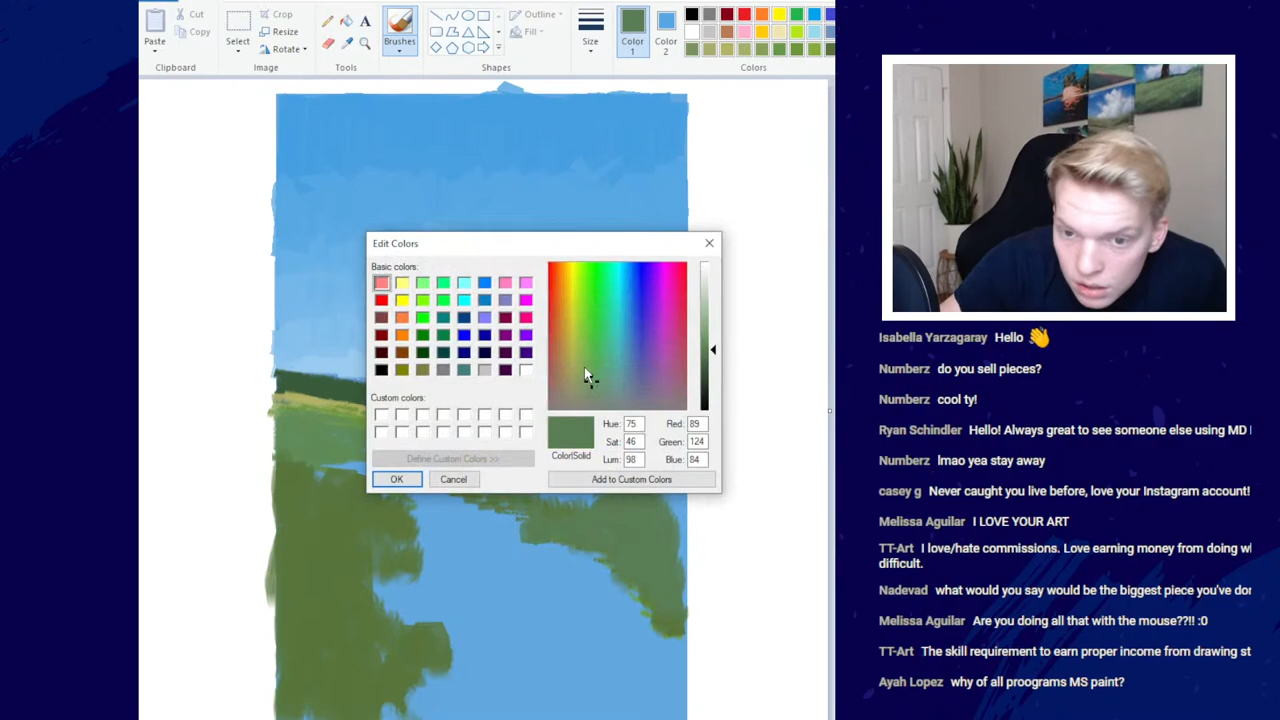 Cut
Copy
Paste
Clipboard
Select
Crop
Resize
Rotate
Image
A
Tools
Brushes
Outline
Fill
Shapes
Size
Color 1
Color 2
Colors
Edit Colors
Basic colors:
Custom colors:
Define Custom Colors >>
OK
Cancel
Color|Solid
Hue: 75
Sat: 46
Lum: 98
Red: 89
Green: 124
Blue: 84
Add to Custom Colors
Isabella Yarzagaray Hello 👋
Numberz do you sell pieces?
Numberz cool ty!
Ryan Schindler Hello! Always great to see someone else using MD
Numberz lmao yea stay away
casey g Never caught you live before, love your Instagram account!
Melissa Aguilar I LOVE YOUR ART
TT-Art I love/hate commissions. Love earning money from doing
difficult.
Nadevad what would you say would be the biggest piece you've
Melissa Aguilar Are you doing all that with the mouse??!! :0
TT-Art The skill requirement to earn proper income from drawing
Ayah Lopez why of all proograms MS paint?